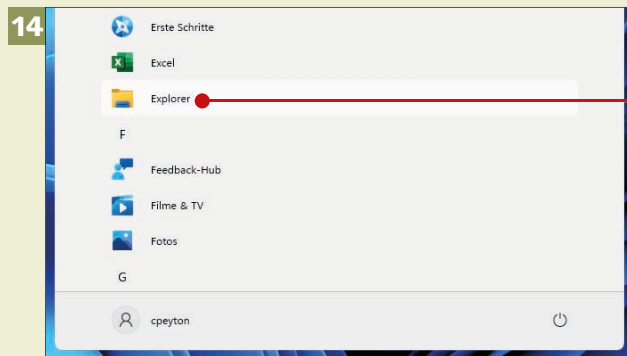 14
Erste Schritte
Excel
Explorer
F
Feedback-Hub
Filme & TV
Fotos
G
cpeyton